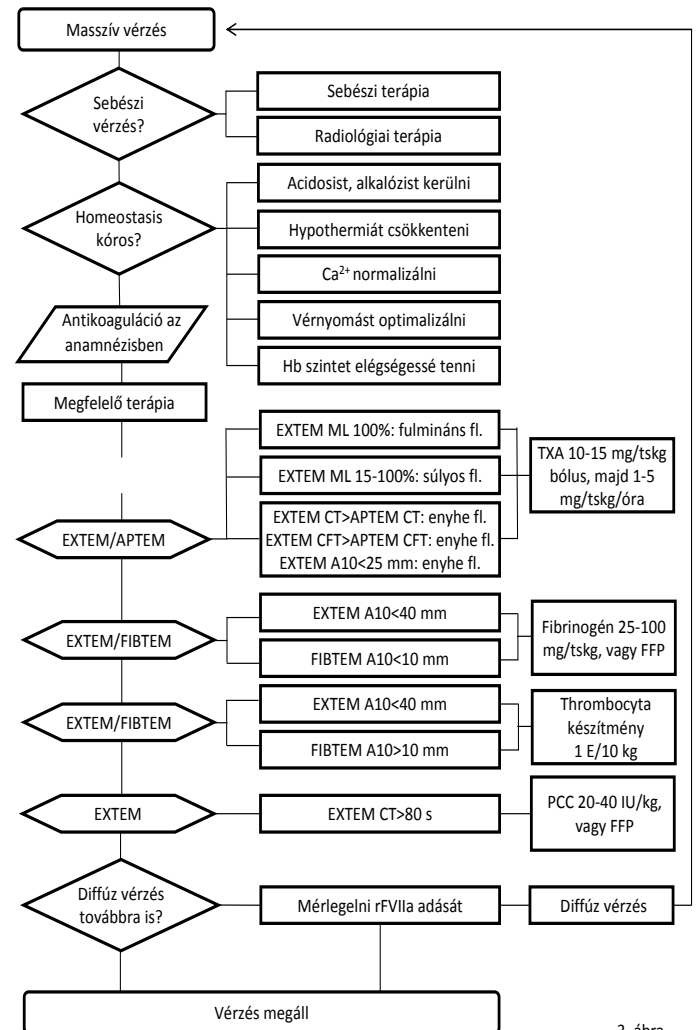 Masszív vérzés
Sebészi
vérzés?
Sebészi terápia
Radiológiai terápia
Homeostasis
kóros?
Acidosist, alkalózist kerülni
Hypothermiát csökkenteni
Ca²⁺ normalizálni
Vérnyomást optimalizálni
Hb szintet elégségessé tenni
Antikoaguláció az
anamnézisben
Megfelelő terápia
EXTEM/APTEM
EXTEM ML 100%: fulmináns fl.
EXTEM ML 15-100%: súlyos fl.
EXTEM CT>APTEM CT: enyhe fl.
EXTEM CFT>APTEM CFT: enyhe fl.
EXTEM A10<25 mm: enyhe fl.
TXA 10-15 mg/tskg
bólus, majd 1-5
mg/tskg/óra
EXTEM/FIBTEM
EXTEM A10<40 mm
FIBTEM A10<10 mm
Fibrinogén 25-100
mg/tskg, vagy FFP
EXTEM/FIBTEM
EXTEM A10<40 mm
FIBTEM A10>10 mm
Thrombocyta
készítmény
1 E/10 kg
EXTEM
EXTEM CT>80 s
PCC 20-40 IU/kg,
vagy FFP
Diffúz vérzés
továbbra is?
Mérlegelni rFVIIa adását
Diffúz vérzés
Vérzés megáll